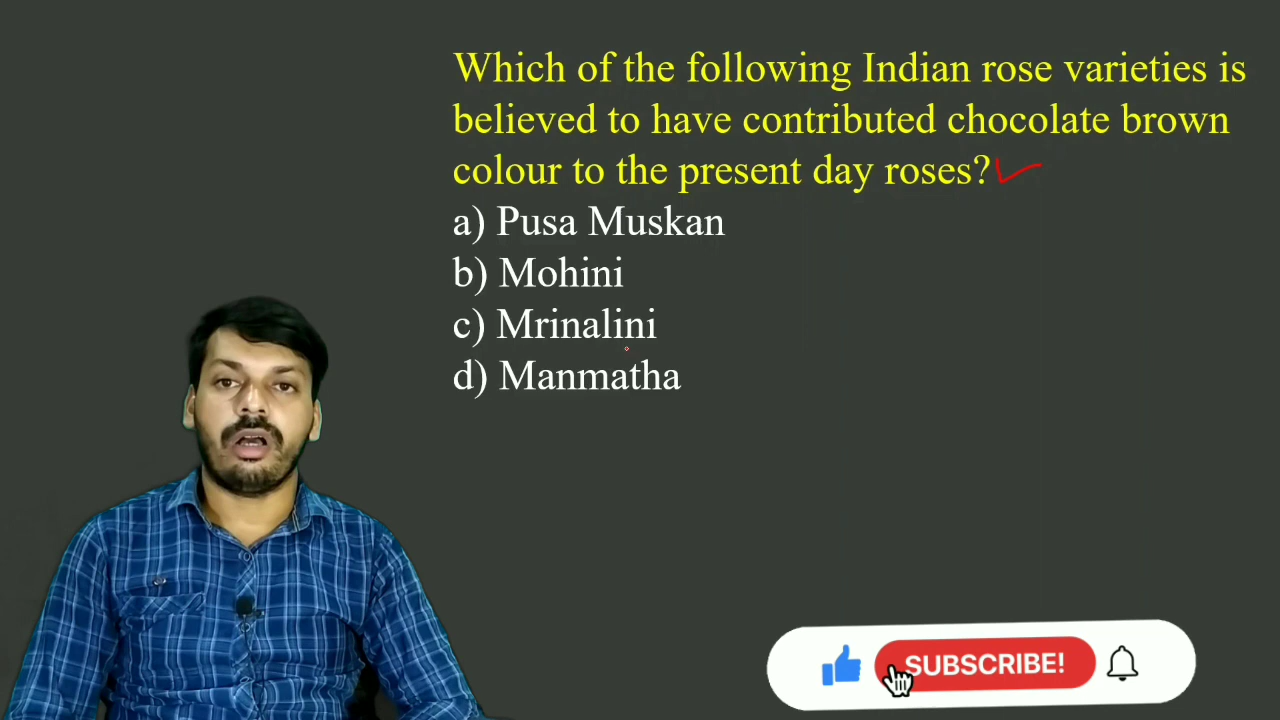 Which of the following Indian rose varieties is
believed to have contributed chocolate brown
colour to the present day roses?
a) Pusa Muskan
b) Mohini
c) Mrinalini
d) Manmatha
SUBSCRIBE!